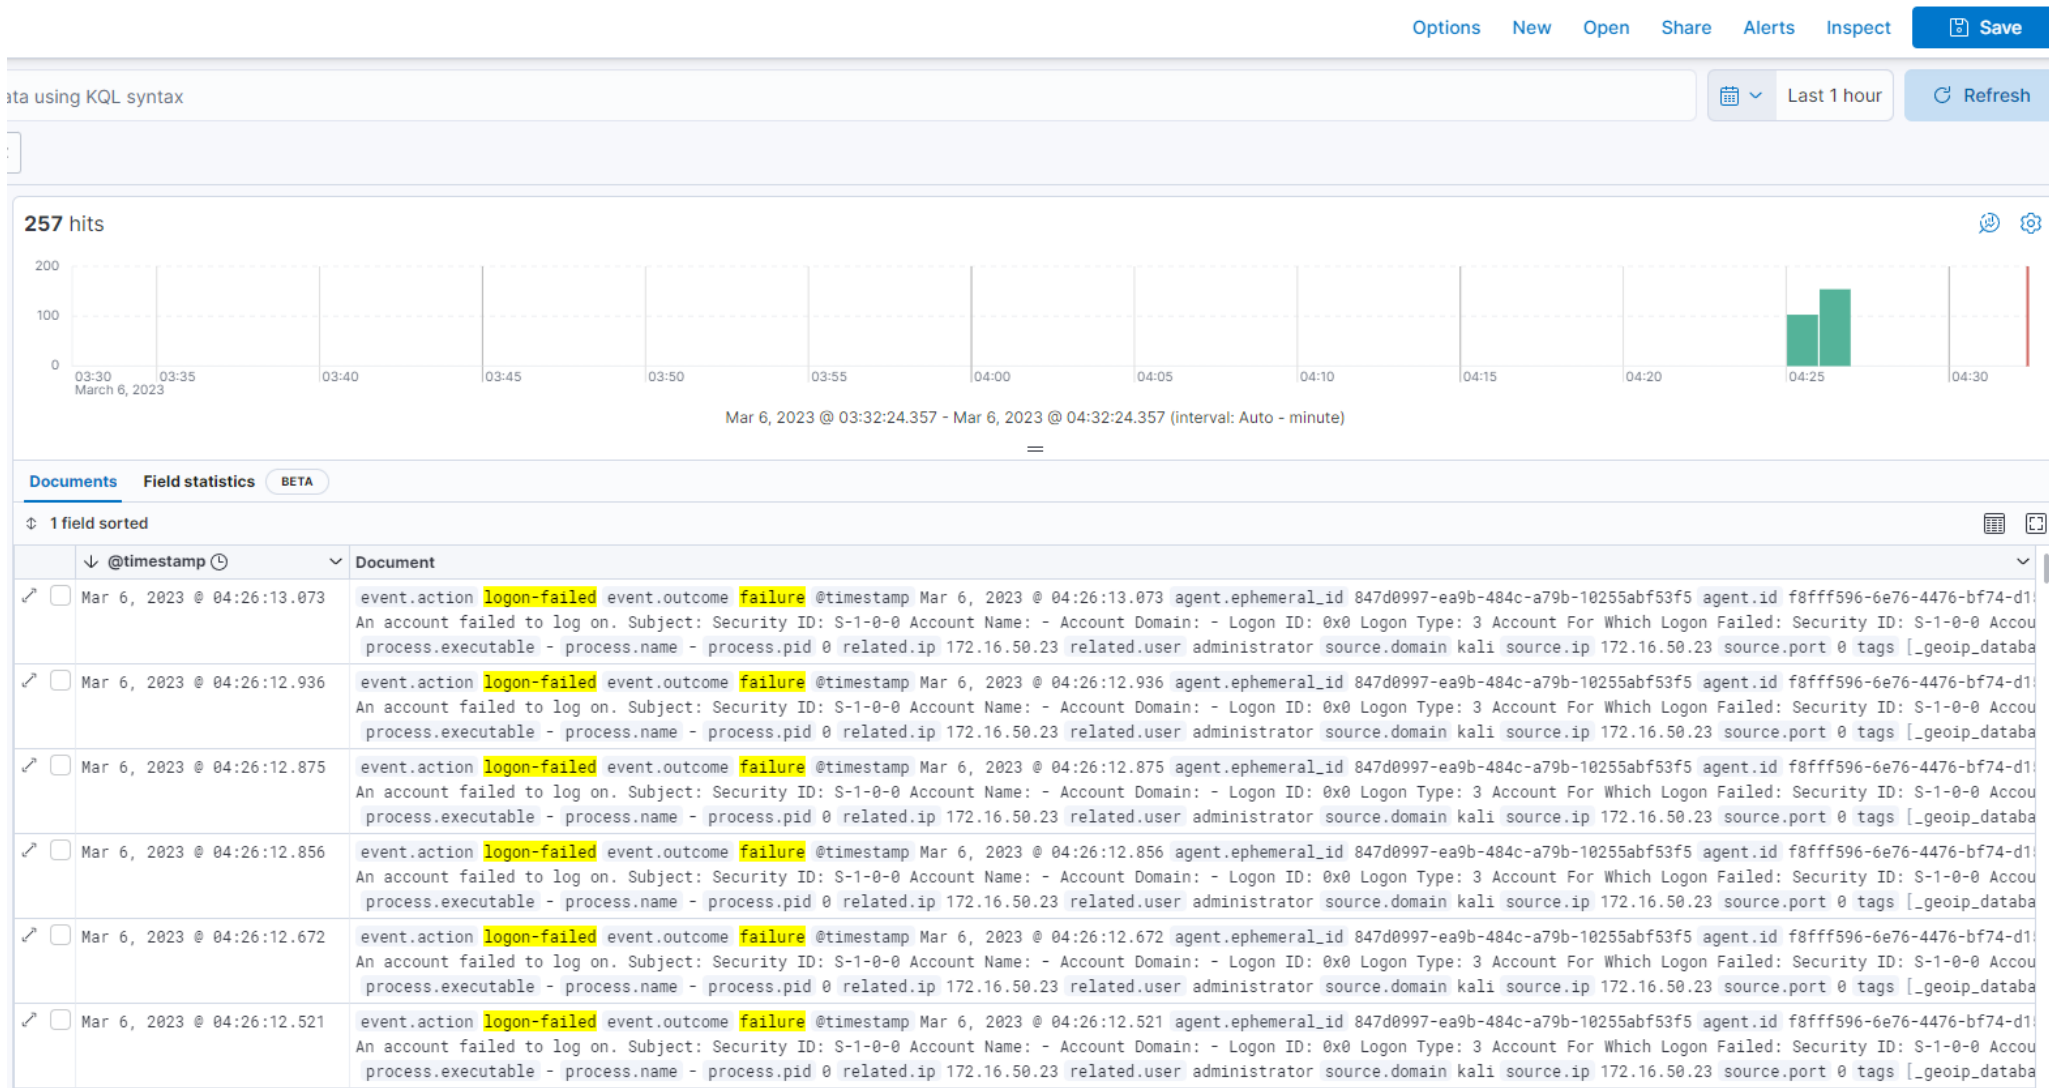 Options New Open Share Alerts Inspect Save
ata using KQL syntax Last 1 hour Refresh
257 hits
200
100
0
03:30 03:35 03:40 03:45 03:50 03:55 04:00 04:05 04:10 04:15 04:20 04:25 04:30
March 6, 2023
Mar 6, 2023 @ 03:32:24.357 - Mar 6, 2023 @ 04:32:24.357 (interval: Auto - minute)
Documents Field statistics BETA
1 field sorted
@timestamp Document
Mar 6, 2023 @ 04:26:13.073 event.action logon-failed event.outcome failure @timestamp Mar 6, 2023 @ 04:26:13.073 agent.ephemeral_id 847d0997-ea9b-484c-a79b-10255abf53f5 agent.id f8fff596-6e76-4476-bf74-d1
An account failed to log on. Subject: Security ID: S-1-0-0 Account Name: - Account Domain: - Logon ID: 0x0 Logon Type: 3 Account For Which Logon Failed: Security ID: S-1-0-0 Accou
process.executable - process.name - process.pid 0 related.ip 172.16.50.23 related.user administrator source.domain kali source.ip 172.16.50.23 source.port 0 tags [_geoip_databa
Mar 6, 2023 @ 04:26:12.936 event.action logon-failed event.outcome failure @timestamp Mar 6, 2023 @ 04:26:12.936 agent.ephemeral_id 847d0997-ea9b-484c-a79b-10255abf53f5 agent.id f8fff596-6e76-4476-bf74-d1
An account failed to log on. Subject: Security ID: S-1-0-0 Account Name: - Account Domain: - Logon ID: 0x0 Logon Type: 3 Account For Which Logon Failed: Security ID: S-1-0-0 Accou
process.executable - process.name - process.pid 0 related.ip 172.16.50.23 related.user administrator source.domain kali source.ip 172.16.50.23 source.port 0 tags [_geoip_databa
Mar 6, 2023 @ 04:26:12.875 event.action logon-failed event.outcome failure @timestamp Mar 6, 2023 @ 04:26:12.875 agent.ephemeral_id 847d0997-ea9b-484c-a79b-10255abf53f5 agent.id f8fff596-6e76-4476-bf74-d1
An account failed to log on. Subject: Security ID: S-1-0-0 Account Name: - Account Domain: - Logon ID: 0x0 Logon Type: 3 Account For Which Logon Failed: Security ID: S-1-0-0 Accou
process.executable - process.name - process.pid 0 related.ip 172.16.50.23 related.user administrator source.domain kali source.ip 172.16.50.23 source.port 0 tags [_geoip_databa
Mar 6, 2023 @ 04:26:12.856 event.action logon-failed event.outcome failure @timestamp Mar 6, 2023 @ 04:26:12.856 agent.ephemeral_id 847d0997-ea9b-484c-a79b-10255abf53f5 agent.id f8fff596-6e76-4476-bf74-d1
An account failed to log on. Subject: Security ID: S-1-0-0 Account Name: - Account Domain: - Logon ID: 0x0 Logon Type: 3 Account For Which Logon Failed: Security ID: S-1-0-0 Accou
process.executable - process.name - process.pid 0 related.ip 172.16.50.23 related.user administrator source.domain kali source.ip 172.16.50.23 source.port 0 tags [_geoip_databa
Mar 6, 2023 @ 04:26:12.672 event.action logon-failed event.outcome failure @timestamp Mar 6, 2023 @ 04:26:12.672 agent.ephemeral_id 847d0997-ea9b-484c-a79b-10255abf53f5 agent.id f8fff596-6e76-4476-bf74-d1
An account failed to log on. Subject: Security ID: S-1-0-0 Account Name: - Account Domain: - Logon ID: 0x0 Logon Type: 3 Account For Which Logon Failed: Security ID: S-1-0-0 Accou
process.executable - process.name - process.pid 0 related.ip 172.16.50.23 related.user administrator source.domain kali source.ip 172.16.50.23 source.port 0 tags [_geoip_databa
Mar 6, 2023 @ 04:26:12.521 event.action logon-failed event.outcome failure @timestamp Mar 6, 2023 @ 04:26:12.521 agent.ephemeral_id 847d0997-ea9b-484c-a79b-10255abf53f5 agent.id f8fff596-6e76-4476-bf74-d1
An account failed to log on. Subject: Security ID: S-1-0-0 Account Name: - Account Domain: - Logon ID: 0x0 Logon Type: 3 Account For Which Logon Failed: Security ID: S-1-0-0 Accou
process.executable - process.name - process.pid 0 related.ip 172.16.50.23 related.user administrator source.domain kali source.ip 172.16.50.23 source.port 0 tags [_geoip_databa